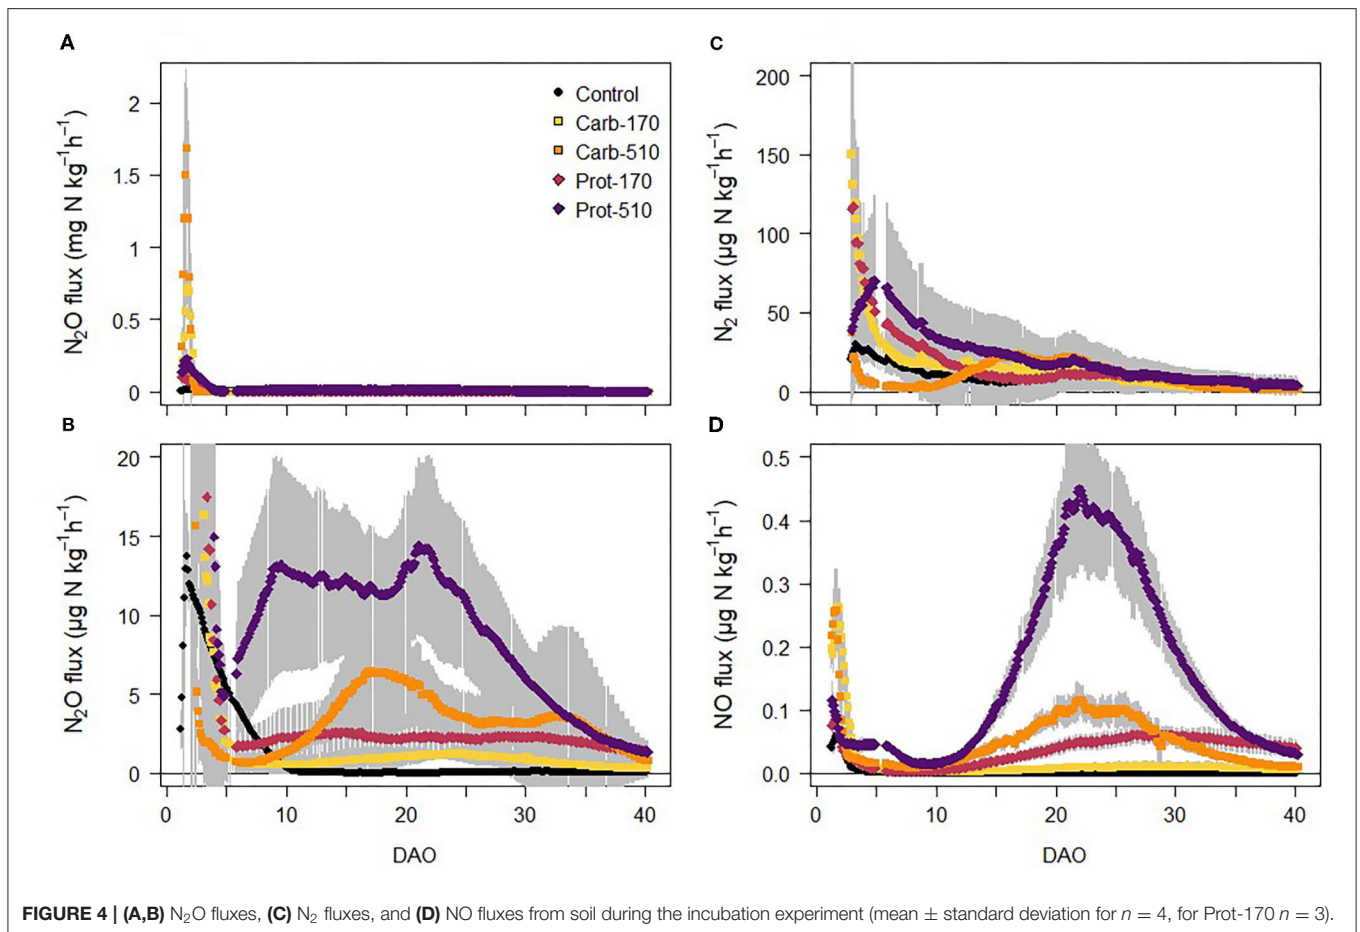 A
N₂O flux (mg N kg⁻¹h⁻¹)
2
1.5
1
0.5
0
Control
Carb-170
Carb-510
Prot-170
Prot-510
C
N₂ flux (µg N kg⁻¹h⁻¹)
200
150
100
50
0
B
N₂O flux (µg N kg⁻¹h⁻¹)
20
15
10
5
0
0 10 20 30 40
DAO
D
NO flux (µg N kg⁻¹h⁻¹)
0.5
0.4
0.3
0.2
0.1
0.0
0 10 20 30 40
DAO
FIGURE 4 | (A,B) N₂O fluxes, (C) N₂ fluxes, and (D) NO fluxes from soil during the incubation experiment (mean ± standard deviation for n = 4, for Prot-170 n = 3).